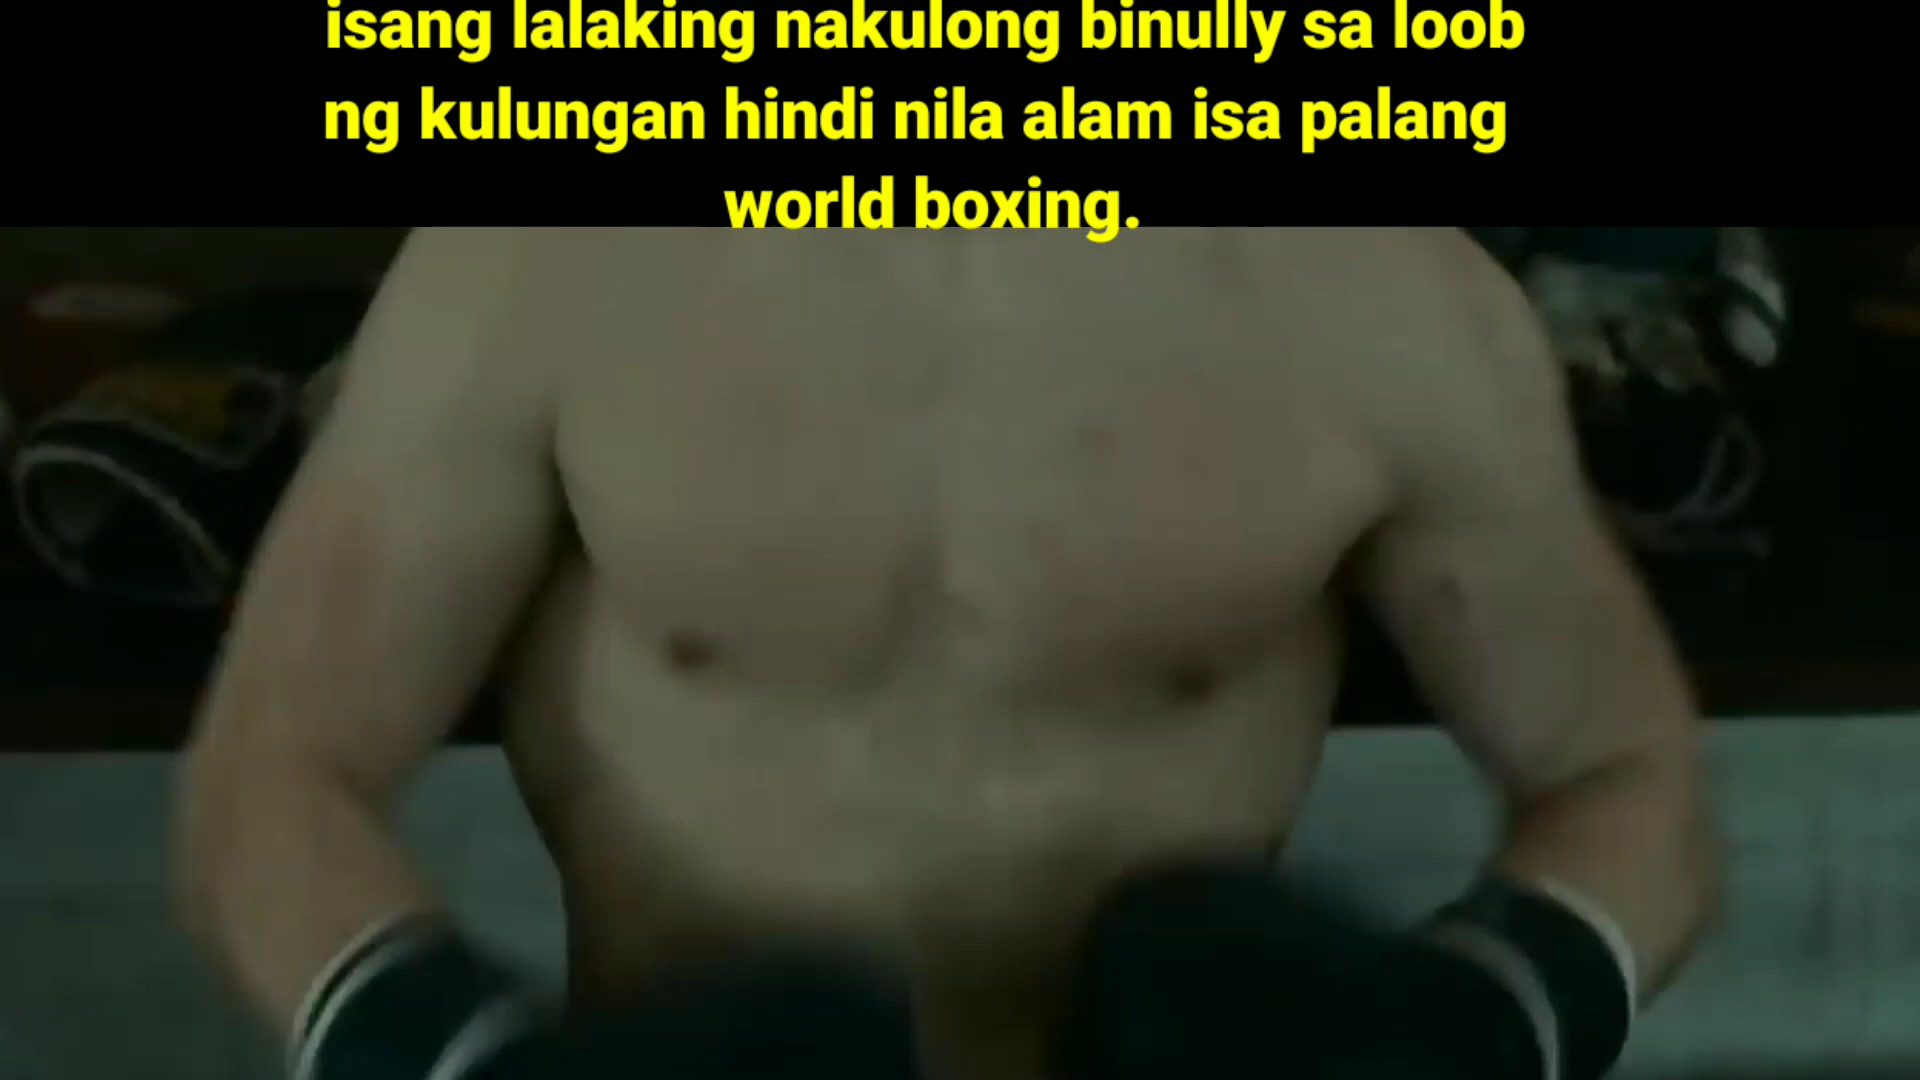 isang lalaking nakulong binully sa loob
ng kulungan hindi nila alam isa palang
world boxing.